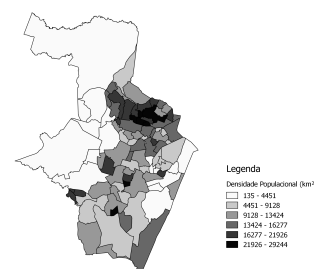 Legenda
Densidade Populacional (km²
135 - 4451
4451 - 9128
9128 - 13424
13424 - 16277
16277 - 21926
21926 - 29244